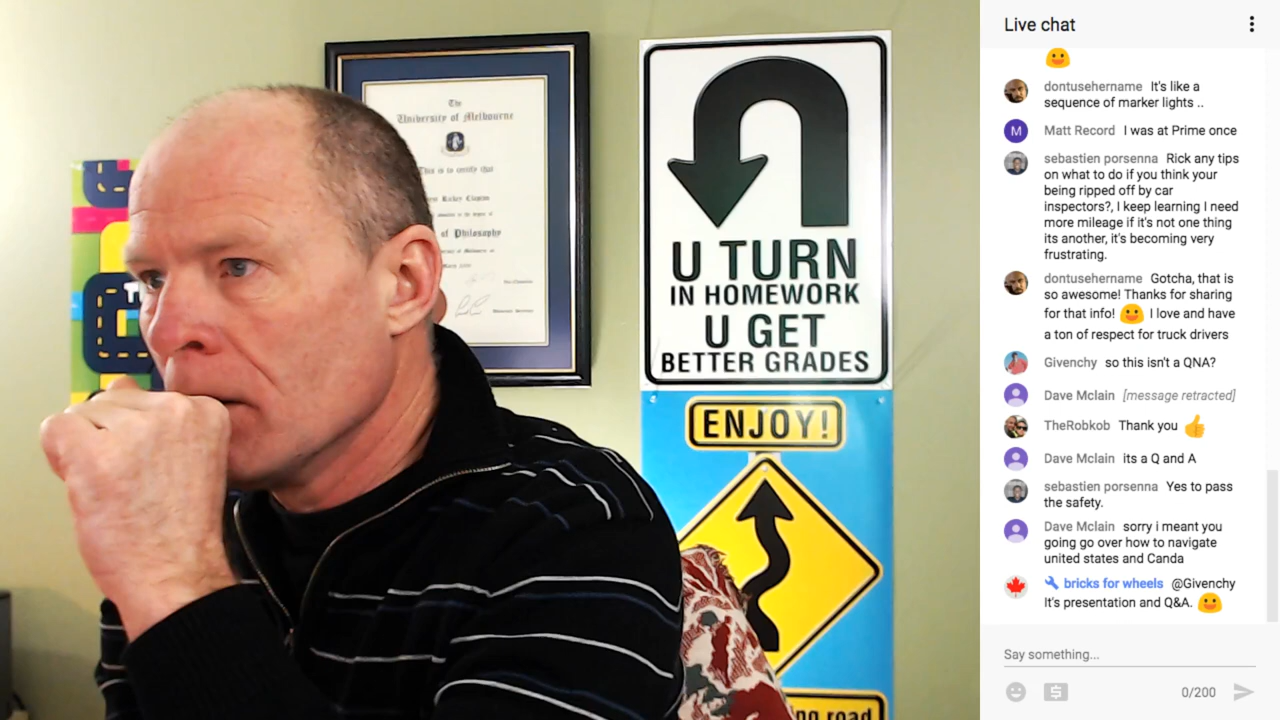 The
University of Melbourne
This is to certify that
of Philosophy
U TURN
IN HOMEWORK
U GET
BETTER GRADES
ENJOY!
ng road
Live chat
dontusehername It's like a
sequence of marker lights ..
M
Matt Record I was at Prime once
sebastien porsenna Rick any tips
on what to do if you think your
being ripped off by car
inspectors?, I keep learning I need
more mileage if it's not one thing
its another, it's becoming very
frustrating.
dontusehername Gotcha, that is
so awesome! Thanks for sharing
for that info! 😃 I love and have
a ton of respect for truck drivers
Givenchy so this isn't a QNA?
Dave Mclain [message retracted]
TheRobkob Thank you 👍
Dave Mclain its a Q and A
sebastien porsenna Yes to pass
the safety.
Dave Mclain sorry i meant you
going go over how to navigate
united states and Canda
bricks for wheels @Givenchy
It's presentation and Q&A. 😃
Say something...
0/200